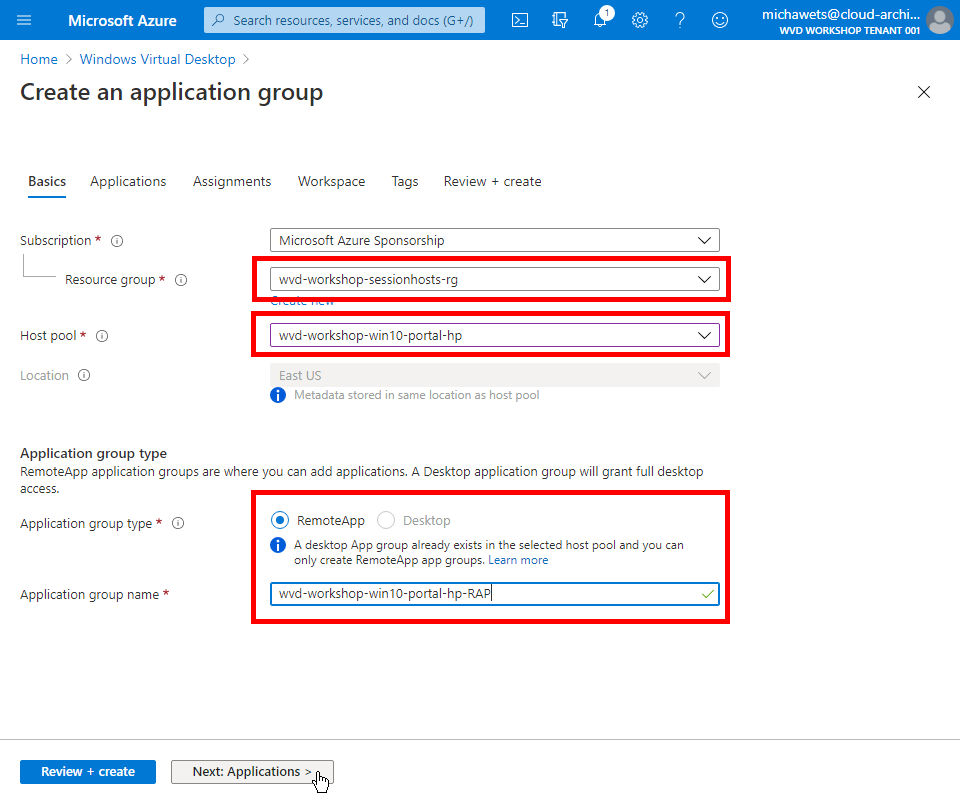 Microsoft Azure
Search resources, services, and docs (G+/)
1
michawets@cloud-archi...
WVD WORKSHOP TENANT 001
Home > Windows Virtual Desktop >
Create an application group
Basics Applications Assignments Workspace Tags Review + create
Subscription *
Microsoft Azure Sponsorship
Resource group *
wvd-workshop-sessionhosts-rg
Create new
Host pool *
wvd-workshop-win10-portal-hp
Location
East US
Metadata stored in same location as host pool
Application group type
RemoteApp application groups are where you can add applications. A Desktop application group will grant full desktop
access.
Application group type *
RemoteApp Desktop
A desktop App group already exists in the selected host pool and you can
only create RemoteApp app groups. Learn more
Application group name *
wvd-workshop-win10-portal-hp-RAP
Review + create
Next: Applications >